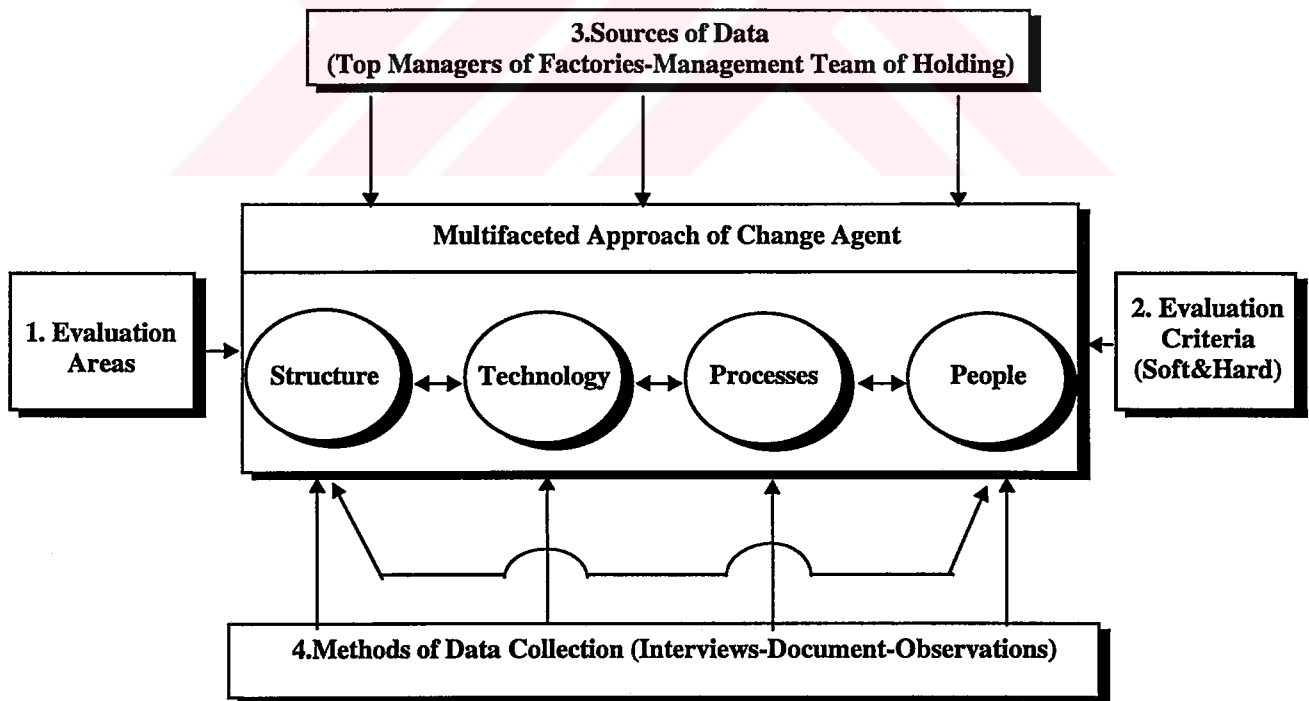 3.Sources of Data
(Top Managers of Factories-Management Team of Holding)
Multifaceted Approach of Change Agent
1. Evaluation
Areas
Structure
Technology
Processes
People
2. Evaluation
Criteria
(Soft&Hard)
4.Methods of Data Collection (Interviews-Document-Observations)